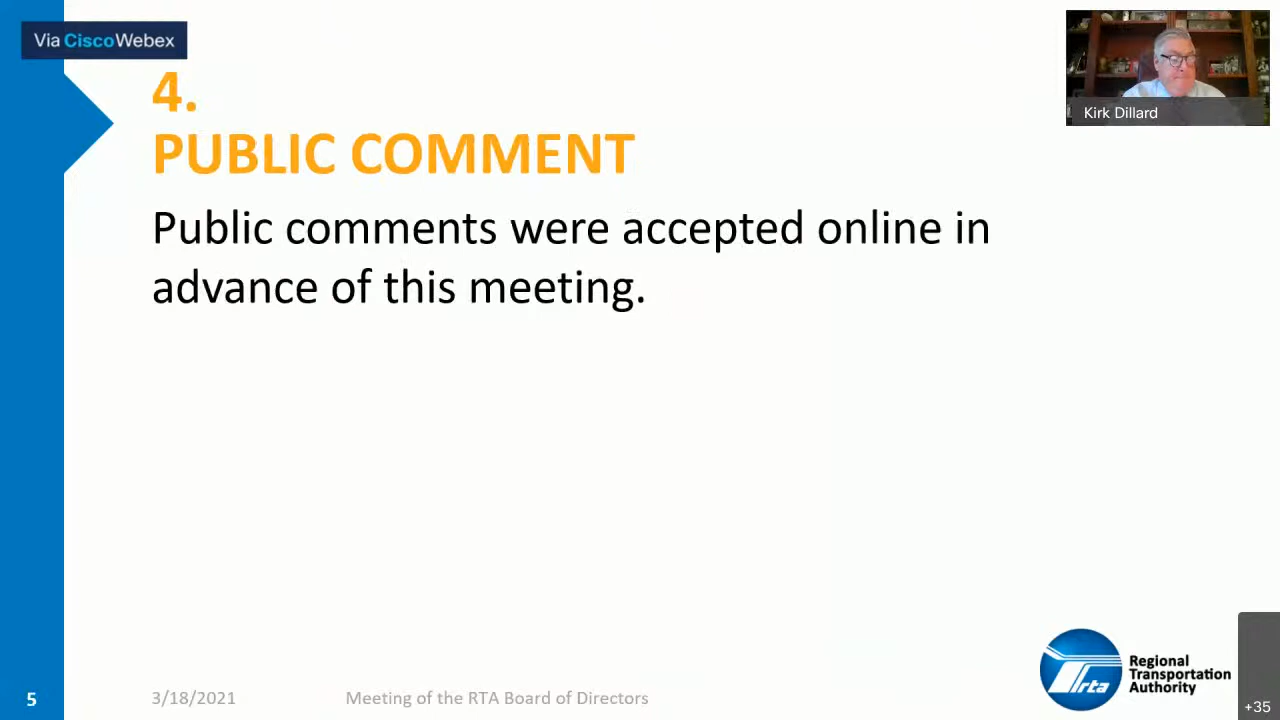 Via CiscoWebex
Kirk Dillard
4.
PUBLIC COMMENT
Public comments were accepted online in
advance of this meeting.
5
3/18/2021
Meeting of the RTA Board of Directors
rta
Regional
Transportation
Authority
+35